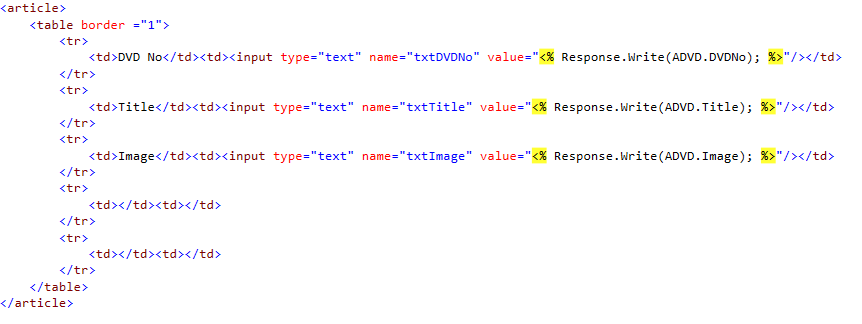 <article>
    <table border ="1">
        <tr>
            <td>DVD No</td><td><input type="text" name="txtDVDNo" value="<% Response.Write(ADVD.DVDNo); %>"/></td>
        </tr>
        <tr>
            <td>Title</td><td><input type="text" name="txtTitle" value="<% Response.Write(ADVD.Title); %>"/></td>
        </tr>
        <tr>
            <td>Image</td><td><input type="text" name="txtImage" value="<% Response.Write(ADVD.Image); %>"/></td>
        </tr>
        <tr>
            <td></td><td></td>
        </tr>
        <tr>
            <td></td><td></td>
        </tr>
    </table>
</article>